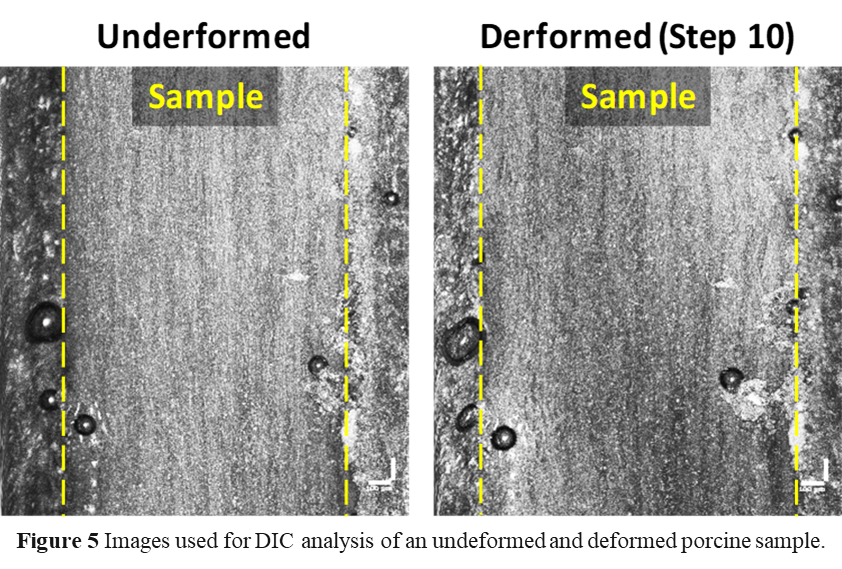 Underformed
Derformed (Step 10)
Sample
Sample
Figure 5 Images used for DIC analysis of an undeformed and deformed porcine sample.